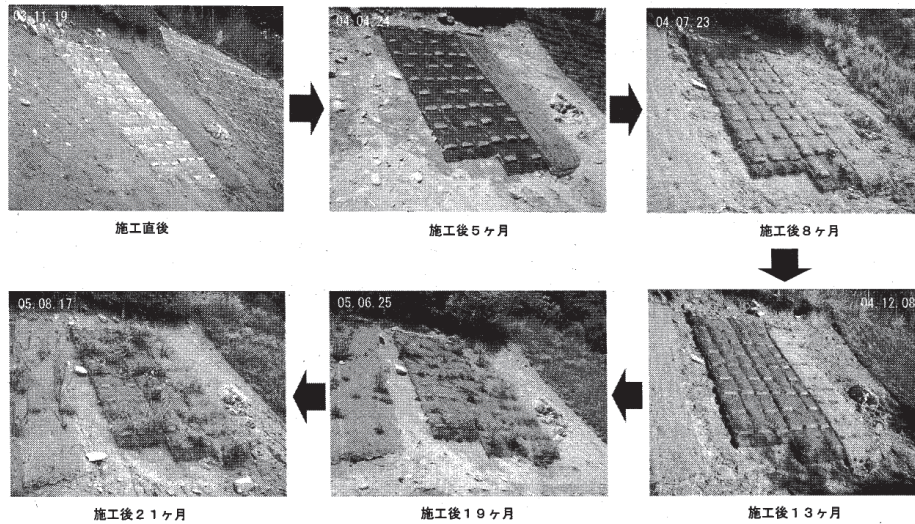 03.11.19
施工直後
04.04.24
施工後5ヶ月
04.07.23
施工後8ヶ月
04.12.08
施工後13ヶ月
05.06.25
施工後19ヶ月
05.08.17
施工後21ヶ月